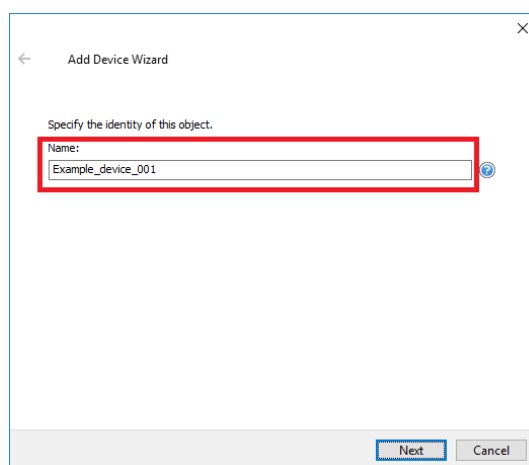 Add Device Wizard
Specify the identity of this object.
Name:
Example_device_001
Next Cancel